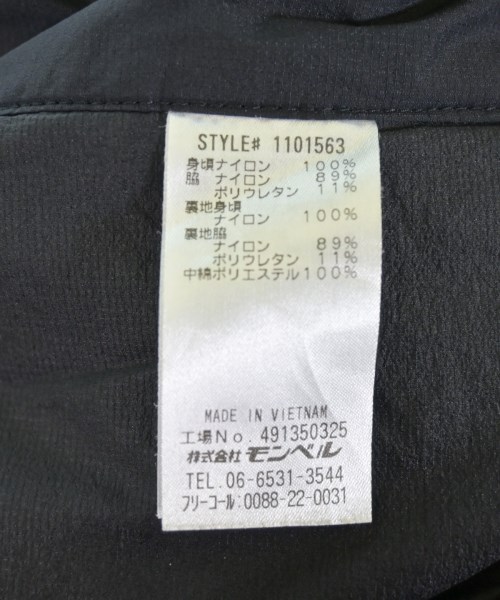 STYLE# 1101563
身頃ナイロン 100%
脇 ナイロン 89%
ポリウレタン 11%
裏地身頃
ナイロン 100%
裏地脇
ナイロン 89%
ポリウレタン 11%
中綿ポリエステル100%
MADE IN VIETNAM
工場No. 491350325
株式会社 モンベル
TEL. 06-6531-3544
フリーコール: 0088-22-0031